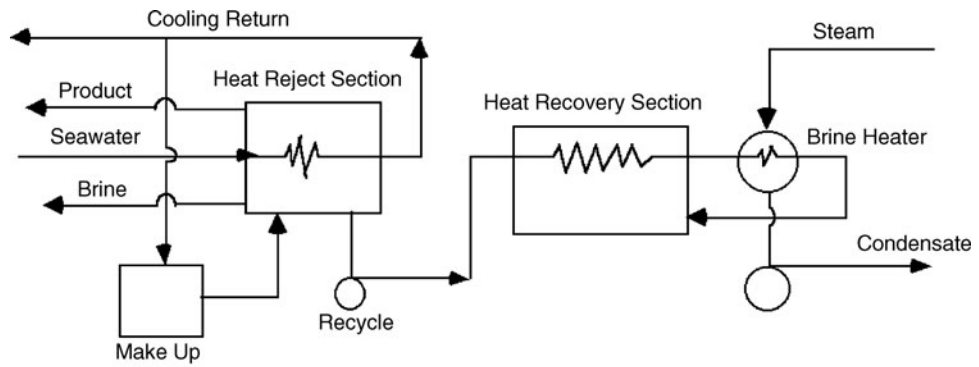 Cooling Return
Steam
Heat Reject Section
Product
Heat Recovery Section
Seawater
Brine Heater
Brine
Condensate
Recycle
Make Up